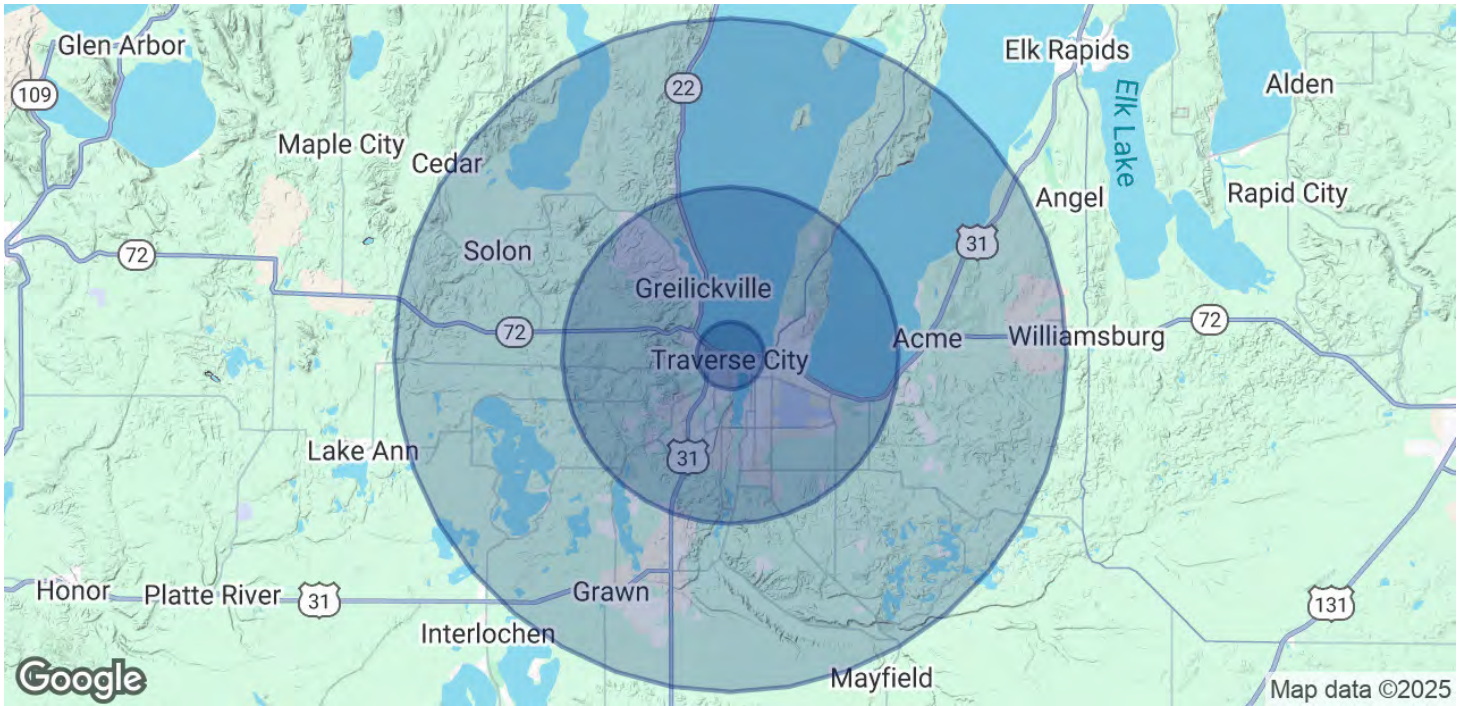 Glen Arbor
Elk Rapids
Alden
109
22
Elk Lake
Maple City
Cedar
Angel
Rapid City
72
Solon
31
Greilickville
72
Acme
Williamsburg
72
Traverse City
Lake Ann
31
Honor
Platte River
31
Grawn
131
Interlochen
Mayfield
Google
Map data ©2025